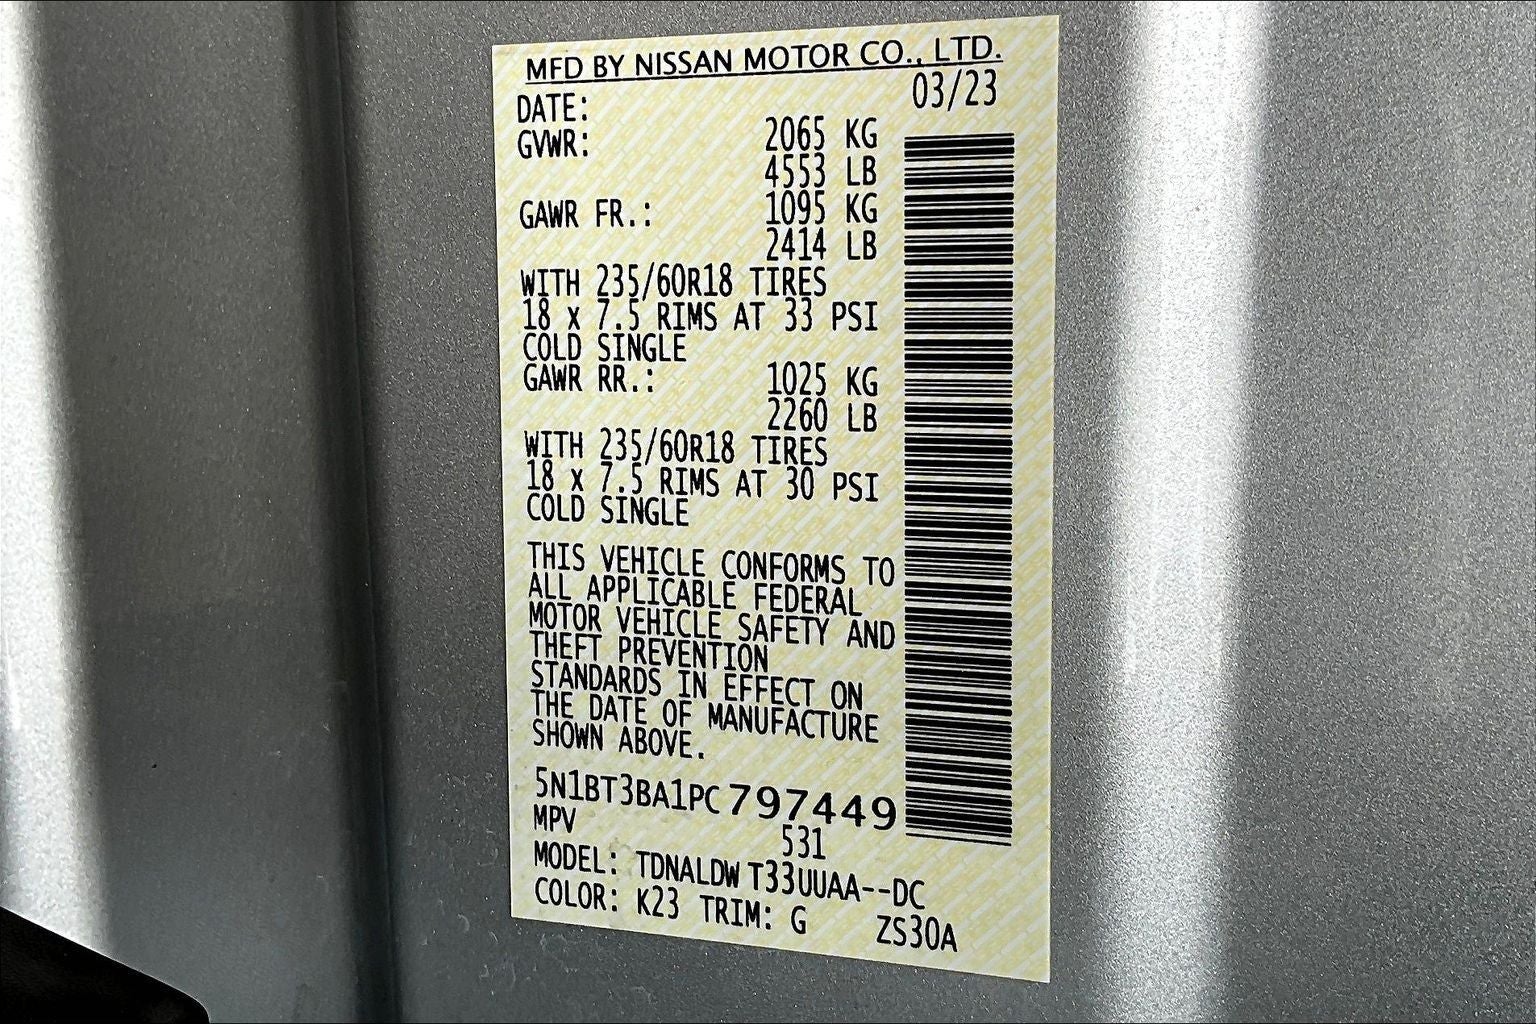 MFD BY NISSAN MOTOR CO., LTD.
DATE: 03/23
GVWR: 2065 KG
4553 LB
GAWR FR.: 1095 KG
2414 LB
WITH 235/60R18 TIRES
18 x 7.5 RIMS AT 33 PSI
COLD SINGLE
GAWR RR.: 1025 KG
2260 LB
WITH 235/60R18 TIRES
18 x 7.5 RIMS AT 30 PSI
COLD SINGLE
THIS VEHICLE CONFORMS TO
ALL APPLICABLE FEDERAL
MOTOR VEHICLE SAFETY AND
THEFT PREVENTION
STANDARDS IN EFFECT ON
THE DATE OF MANUFACTURE
SHOWN ABOVE.
5N1BT3BA1PC797449
MPV 531
MODEL: TDNALDW T33UUAA--DC
COLOR: K23 TRIM: G ZS30A